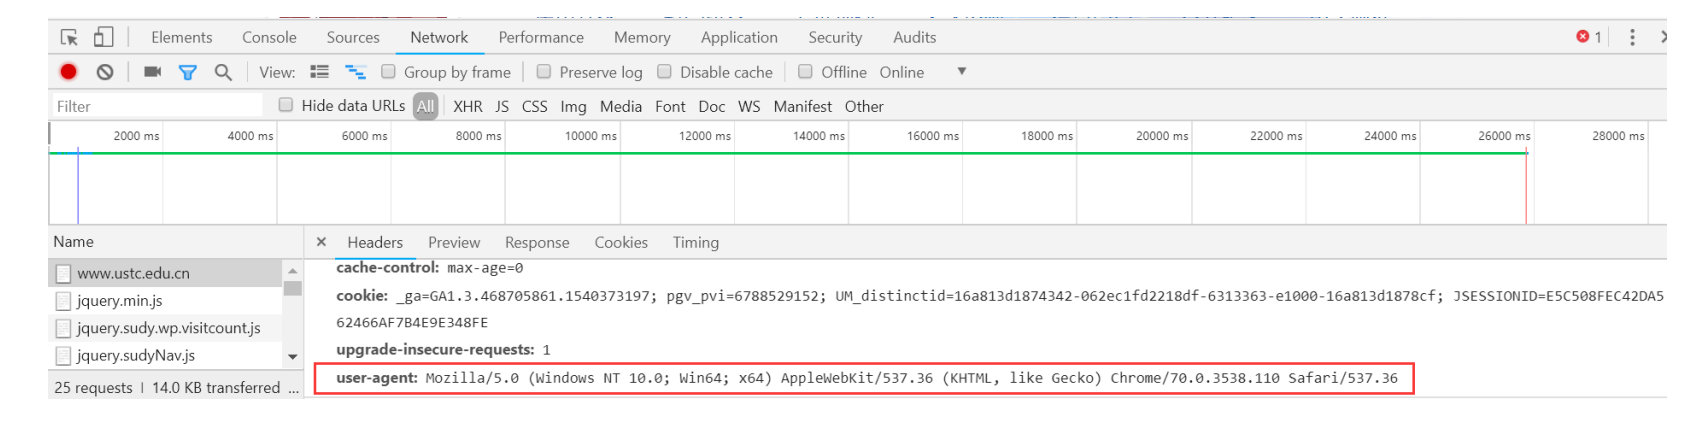 Elements Console Sources Network Performance Memory Application Security Audits 1
View: Group by frame Preserve log Disable cache Offline Online
Filter Hide data URLs All XHR JS CSS Img Media Font Doc WS Manifest Other
2000 ms 4000 ms 6000 ms 8000 ms 10000 ms 12000 ms 14000 ms 16000 ms 18000 ms 20000 ms 22000 ms 24000 ms 26000 ms 28000 ms
Name × Headers Preview Response Cookies Timing
www.ustc.edu.cn
jquery.min.js
jquery.sudy.wp.visitcount.js
jquery.sudyNav.js
25 requests | 14.0 KB transferred ...
cache-control: max-age=0
cookie: _ga=GA1.3.468705861.1540373197; pgv_pvi=6788529152; UM_distinctid=16a813d1874342-062ec1fd2218df-6313363-e1000-16a813d1878cf; JSESSIONID=E5C508FEC42DA5
62466AF7B4E9E348FE
upgrade-insecure-requests: 1
user-agent: Mozilla/5.0 (Windows NT 10.0; Win64; x64) AppleWebKit/537.36 (KHTML, like Gecko) Chrome/70.0.3538.110 Safari/537.36